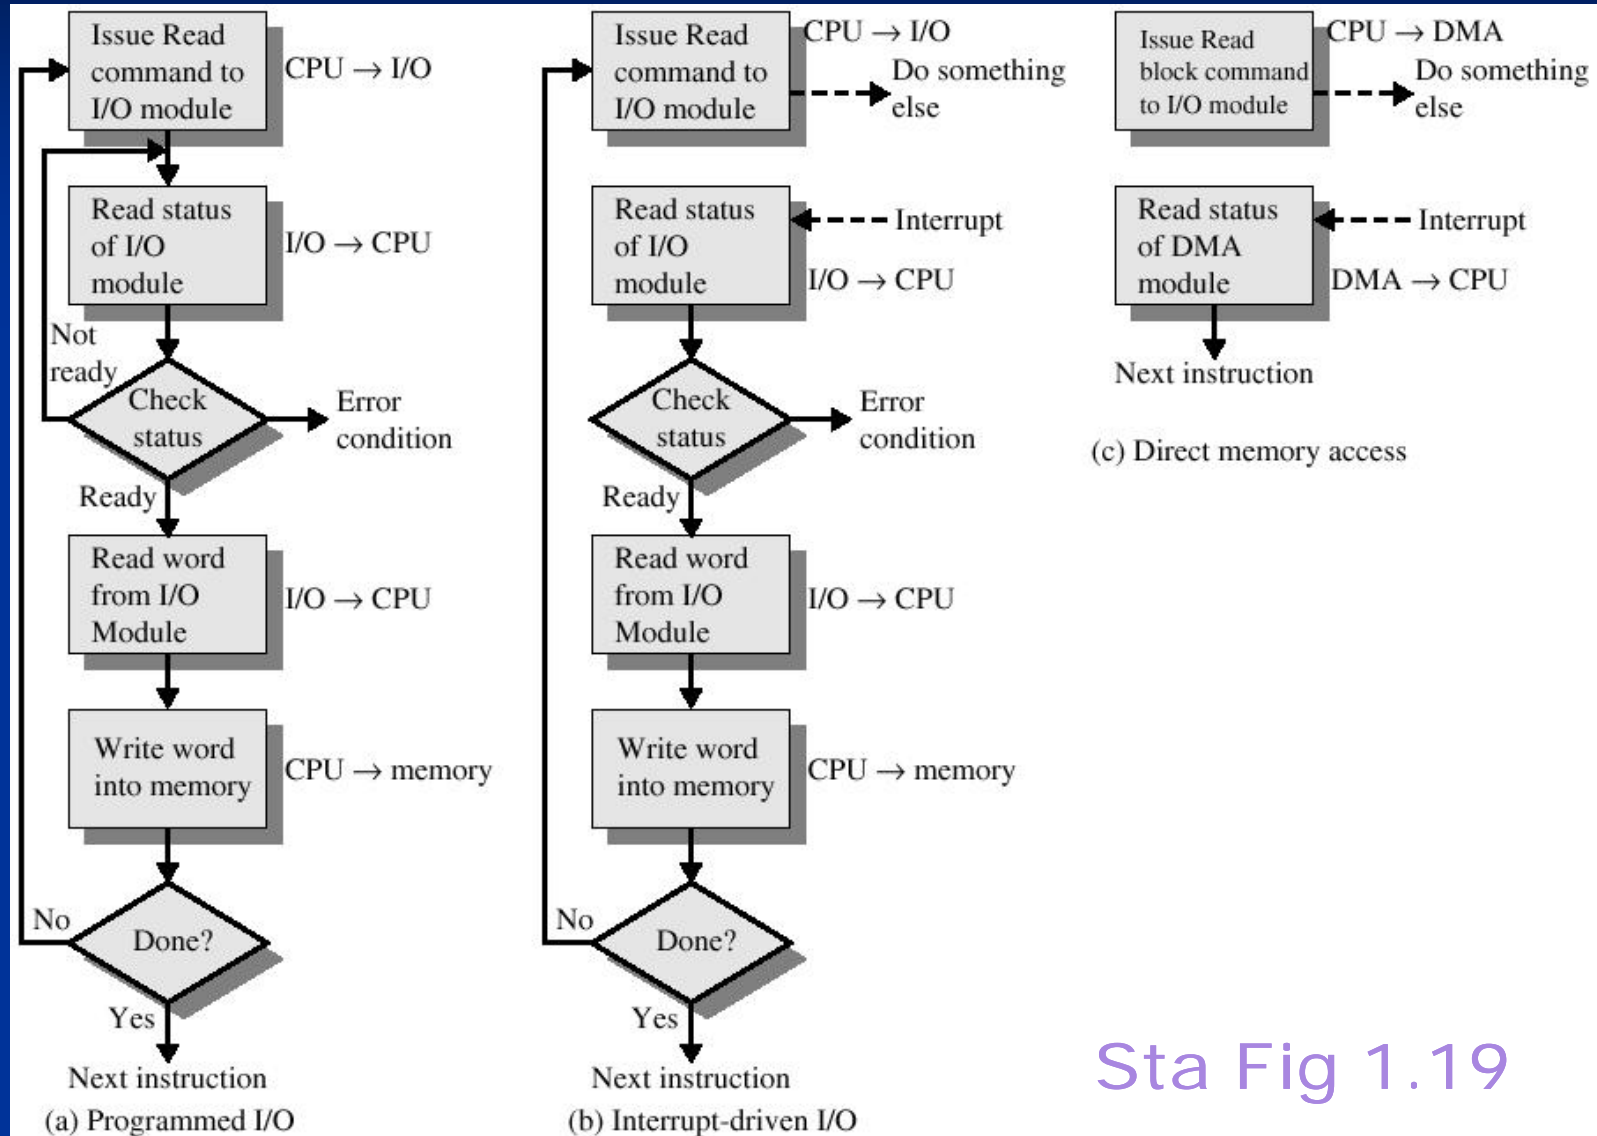 Issue Read
command to
I/O module
CPU → I/O
Read status
of I/O
module
I/O → CPU
Not
ready
Check
status
Error
condition
Ready
Read word
from I/O
Module
I/O → CPU
Write word
into memory
CPU → memory
No
Done?
Yes
Next instruction
(a) Programmed I/O
Issue Read
command to
I/O module
CPU → I/O
Do something
else
Read status
of I/O
module
Interrupt
I/O → CPU
Check
status
Error
condition
Ready
Read word
from I/O
Module
I/O → CPU
Write word
into memory
CPU → memory
No
Done?
Yes
Next instruction
(b) Interrupt-driven I/O
Issue Read
block command
to I/O module
CPU → DMA
Do something
else
Read status
of DMA
module
Interrupt
DMA → CPU
Next instruction
(c) Direct memory access
Sta Fig 1.19